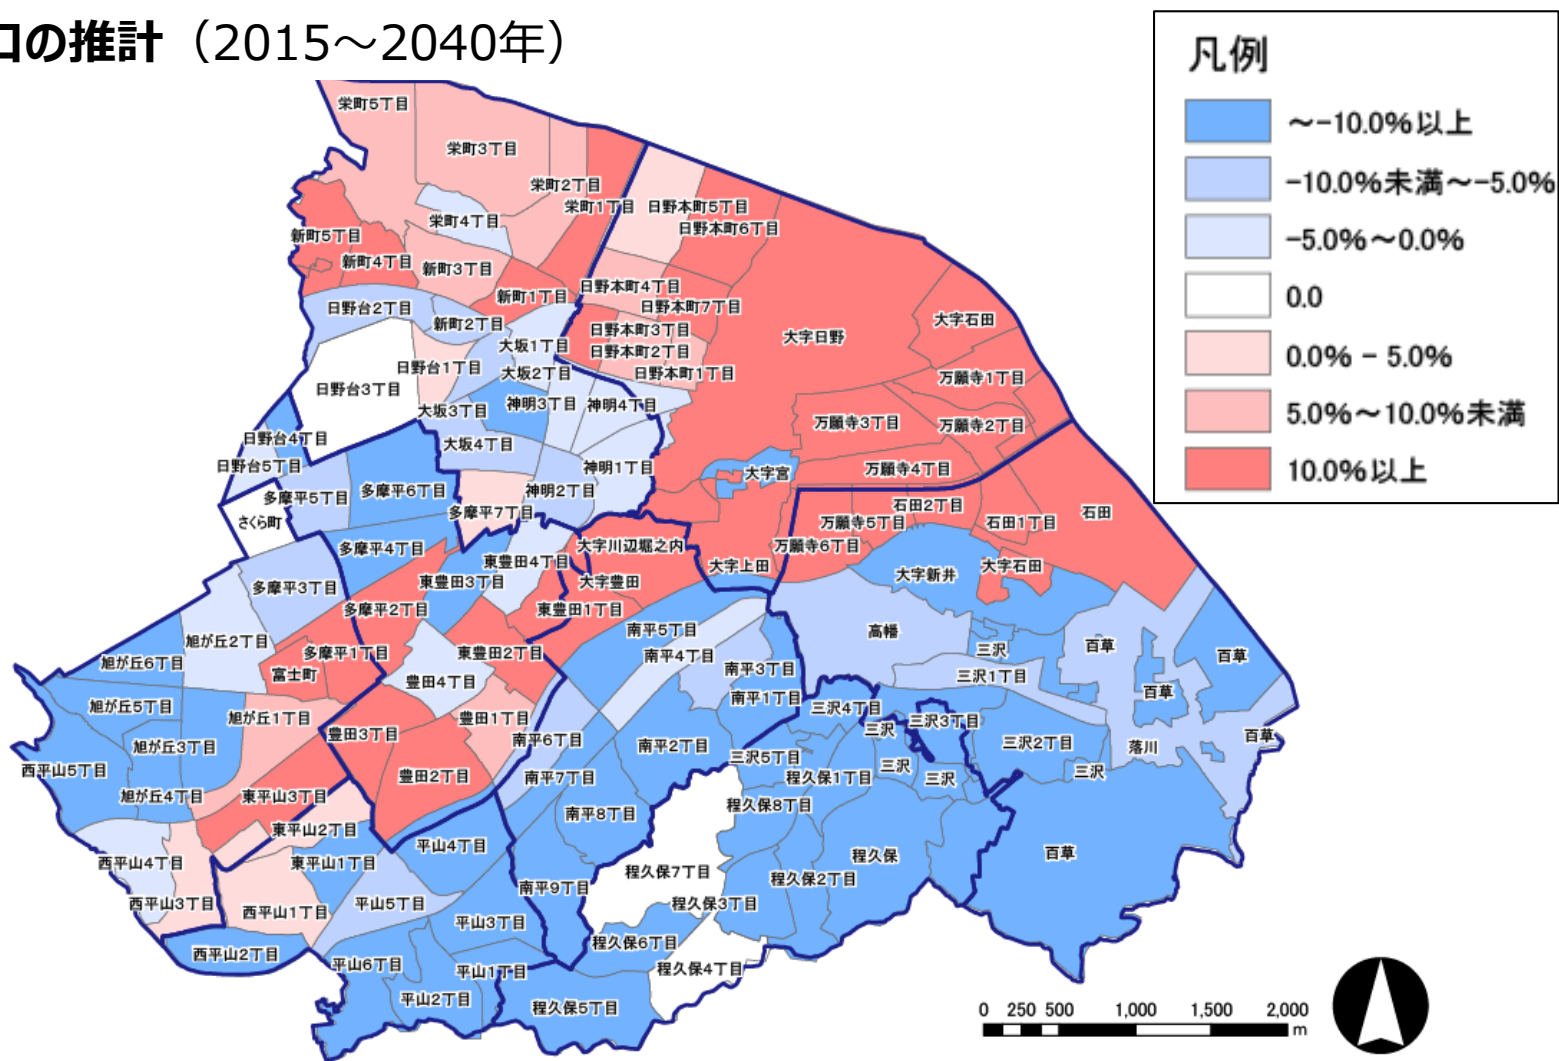 口の推計（2015～2040年）
凡例
～-10.0%以上
-10.0%未満～-5.0%
-5.0%～0.0%
0.0
0.0% - 5.0%
5.0%～10.0%未満
10.0%以上
栄町5丁目
栄町3丁目
栄町2丁目
栄町1丁目
栄町4丁目
日野本町5丁目
日野本町6丁目
新町5丁目
新町4丁目
新町3丁目
新町1丁目
日野本町4丁目
日野本町7丁目
日野台2丁目
新町2丁目
日野本町3丁目
日野本町2丁目
日野本町1丁目
大字日野
大字石田
大坂1丁目
大坂2丁目
日野台1丁目
日野台3丁目
大坂3丁目
神明3丁目
神明4丁目
万願寺1丁目
万願寺3丁目
万願寺2丁目
日野台4丁目
大坂4丁目
日野台5丁目
神明1丁目
万願寺4丁目
大字宮
多摩平5丁目
多摩平6丁目
神明2丁目
多摩平7丁目
さくら町
石田2丁目
万願寺5丁目
石田1丁目
石田
万願寺6丁目
多摩平4丁目
東豊田4丁目
大字川辺堀之内
大字上田
大字新井
大字石田
多摩平3丁目
東豊田3丁目
大字豊田
多摩平2丁目
東豊田1丁目
旭が丘2丁目
南平5丁目
高幡
三沢
百草
百草
旭が丘6丁目
多摩平1丁目
富士町
東豊田2丁目
南平4丁目
南平3丁目
三沢1丁目
豊田4丁目
南平1丁目
百草
旭が丘5丁目
旭が丘1丁目
豊田1丁目
三沢4丁目
三沢
三沢3丁目
百草
豊田3丁目
南平6丁目
旭が丘3丁目
南平2丁目
三沢2丁目
落川
西平山5丁目
豊田2丁目
南平7丁目
三沢5丁目
程久保1丁目
三沢
三沢
三沢
旭が丘4丁目
東平山3丁目
南平8丁目
程久保8丁目
東平山2丁目
平山4丁目
西平山4丁目
東平山1丁目
程久保
百草
程久保7丁目
程久保2丁目
南平9丁目
西平山3丁目
西平山1丁目
平山5丁目
程久保3丁目
平山3丁目
西平山2丁目
程久保6丁目
平山6丁目
平山1丁目
程久保4丁目
平山2丁目
程久保5丁目
0 250 500 1,000 1,500 2,000
m